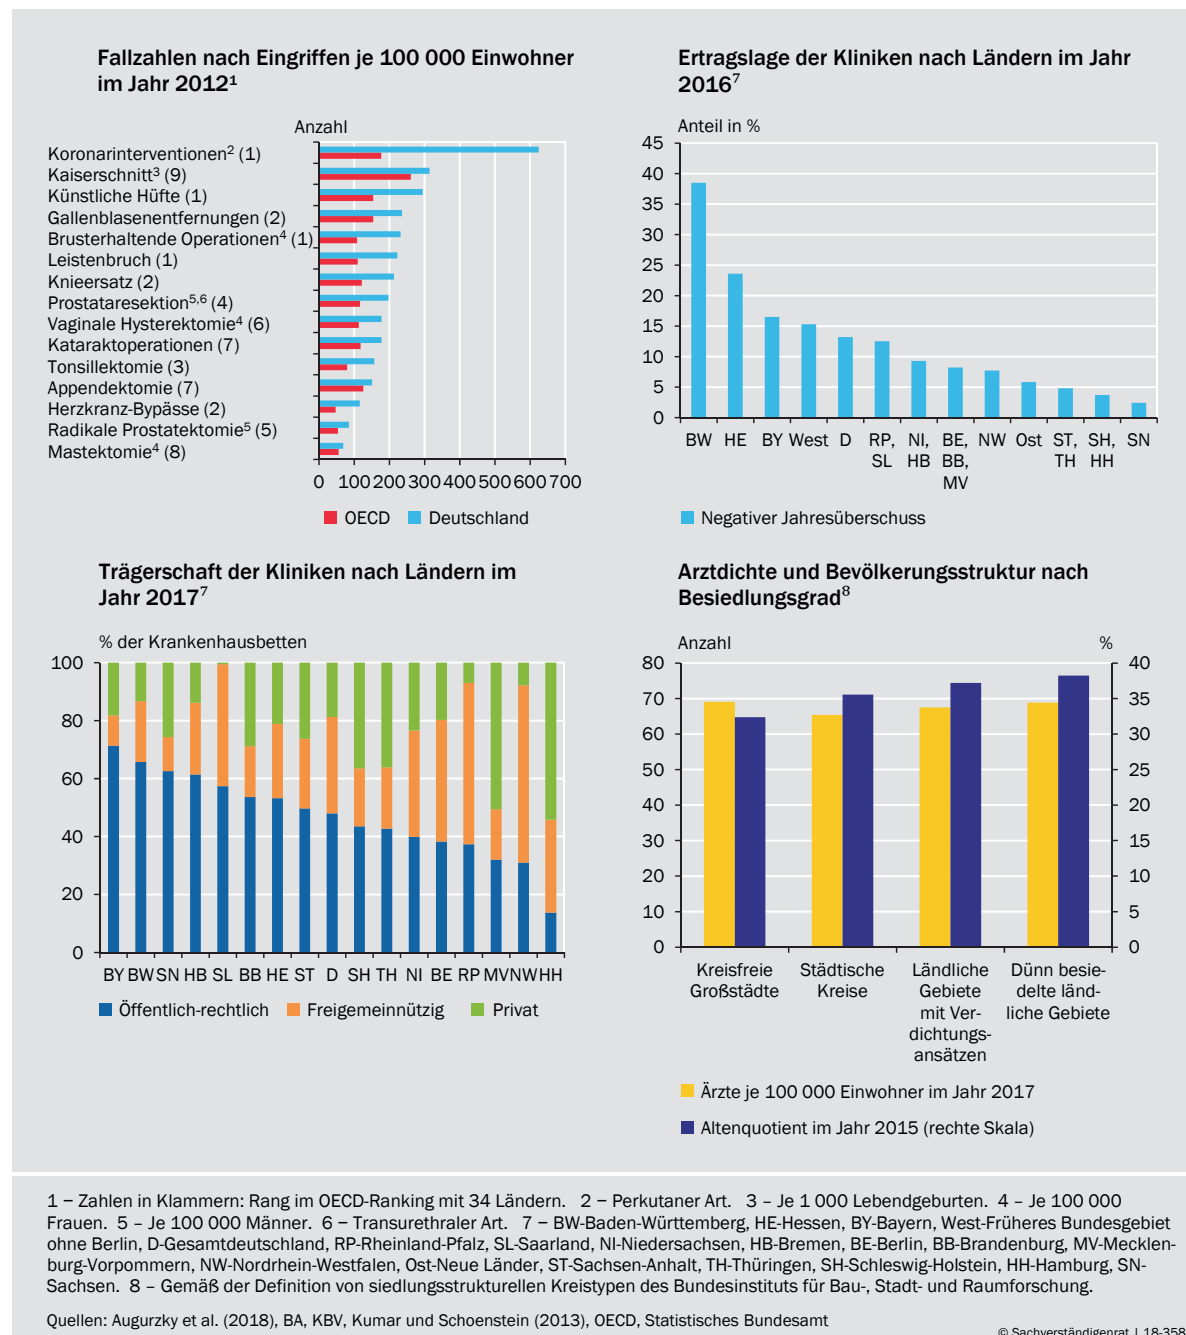 Fallzahlen nach Eingriffen je 100 000 Einwohner
im Jahr 2012¹
Anzahl
Koronarinterventionen² (1)
Kaiserschnitt³ (9)
Künstliche Hüfte (1)
Gallenblasenentfernungen (2)
Brusterhaltende Operationen⁴ (1)
Leistenbruch (1)
Knieersatz (2)
Prostataresektion⁵,⁶ (4)
Vaginale Hysterektomie⁴ (6)
Kataraktoperationen (7)
Tonsillektomie (3)
Appendektomie (7)
Herzkranz-Bypässe (2)
Radikale Prostatektomie⁵ (5)
Mastektomie⁴ (8)
0 100 200 300 400 500 600 700
OECD Deutschland
Ertragslage der Kliniken nach Ländern im Jahr
2016⁷
Anteil in %
45
40
35
30
25
20
15
10
5
0
BW HE BY West D RP, NI, BE, NW Ost ST, SH, SN
SL HB BB, TH HH
MV
Negativer Jahresüberschuss
Trägerschaft der Kliniken nach Ländern im
Jahr 2017⁷
% der Krankenhausbetten
100
80
60
40
20
0
BY BW SN HB SL BB HE ST D SH TH NI BE RP MV NW HH
Öffentlich-rechtlich Freigemeinnützig Privat
Arztdichte und Bevölkerungsstruktur nach
Besiedlungsgrad⁸
Anzahl %
80 40
70 35
60 30
50 25
40 20
30 15
20 10
10 5
0 0
Kreisfreie Städtische Ländliche Dünn besie-
Großstädte Kreise Gebiete delte länd-
mit Ver- liche Gebiete
dichtungs-
ansätzen
Ärzte je 100 000 Einwohner im Jahr 2017
Altenquotient im Jahr 2015 (rechte Skala)
1 – Zahlen in Klammern: Rang im OECD-Ranking mit 34 Ländern. 2 – Perkutaner Art. 3 – Je 1 000 Lebendgeburten. 4 – Je 100 000
Frauen. 5 – Je 100 000 Männer. 6 – Transurethraler Art. 7 – BW-Baden-Württemberg, HE-Hessen, BY-Bayern, West-Früheres Bundesgebiet
ohne Berlin, D-Gesamtdeutschland, RP-Rheinland-Pfalz, SL-Saarland, NI-Niedersachsen, HB-Bremen, BE-Berlin, BB-Brandenburg, MV-Mecklen-
burg-Vorpommern, NW-Nordrhein-Westfalen, Ost-Neue Länder, ST-Sachsen-Anhalt, TH-Thüringen, SH-Schleswig-Holstein, HH-Hamburg, SN-
Sachsen. 8 – Gemäß der Definition von siedlungsstrukturellen Kreistypen des Bundesinstituts für Bau-, Stadt- und Raumforschung.
Quellen: Augurzky et al. (2018), BA, KBV, Kumar und Schoenstein (2013), OECD, Statistisches Bundesamt
© Sachverständigenrat | 18-358